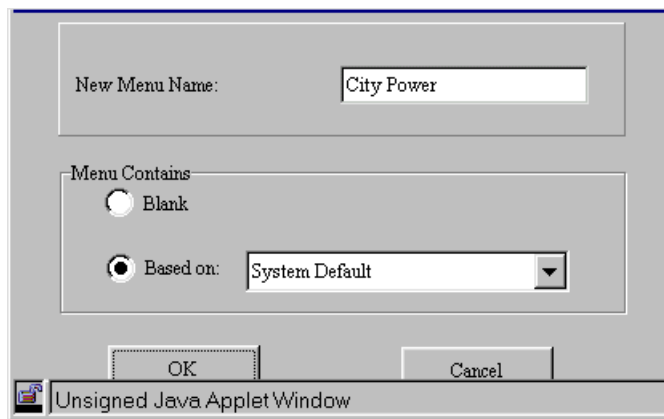 New Menu Name: City Power
Menu Contains
Blank
Based on: System Default
OK Cancel
Unsigned Java Applet Window